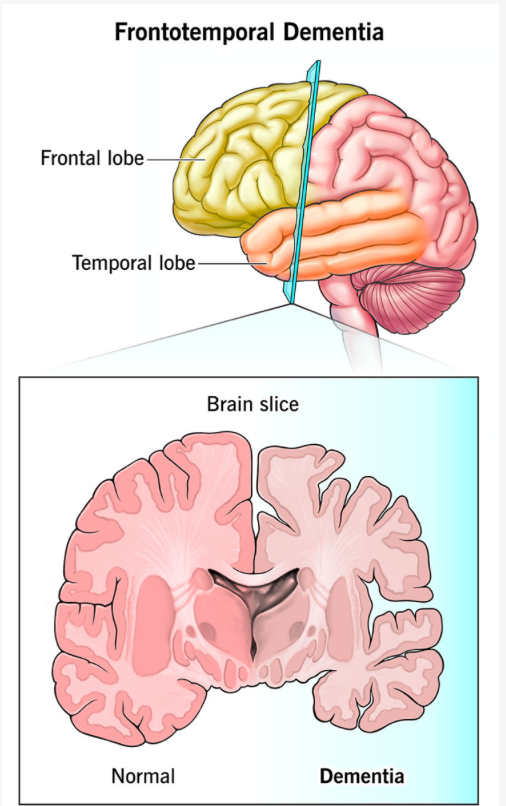 Frontotemporal Dementia
Frontal lobe
Temporal lobe
Brain slice
Normal
Dementia